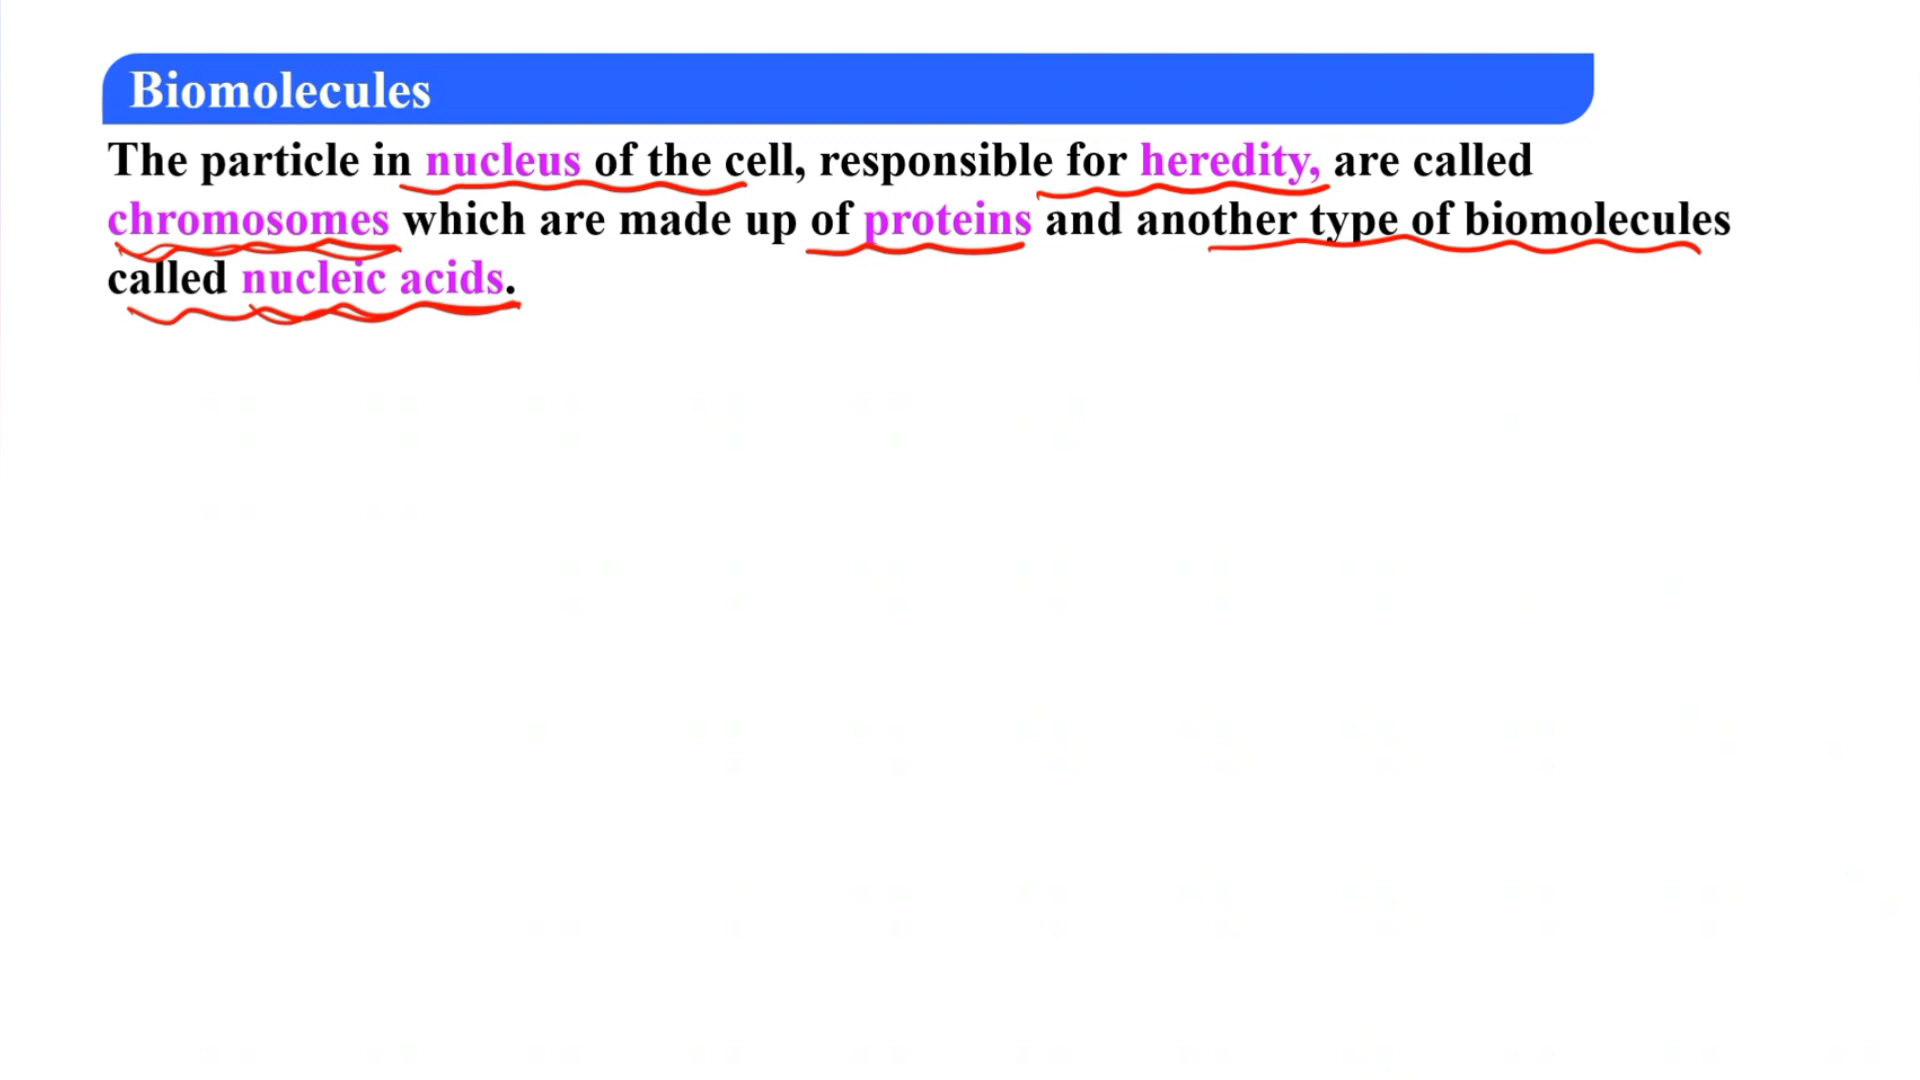 Biomolecules
The particle in nucleus of the cell, responsible for heredity, are called
chromosomes which are made up of proteins and another type of biomolecules
called nucleic acids.